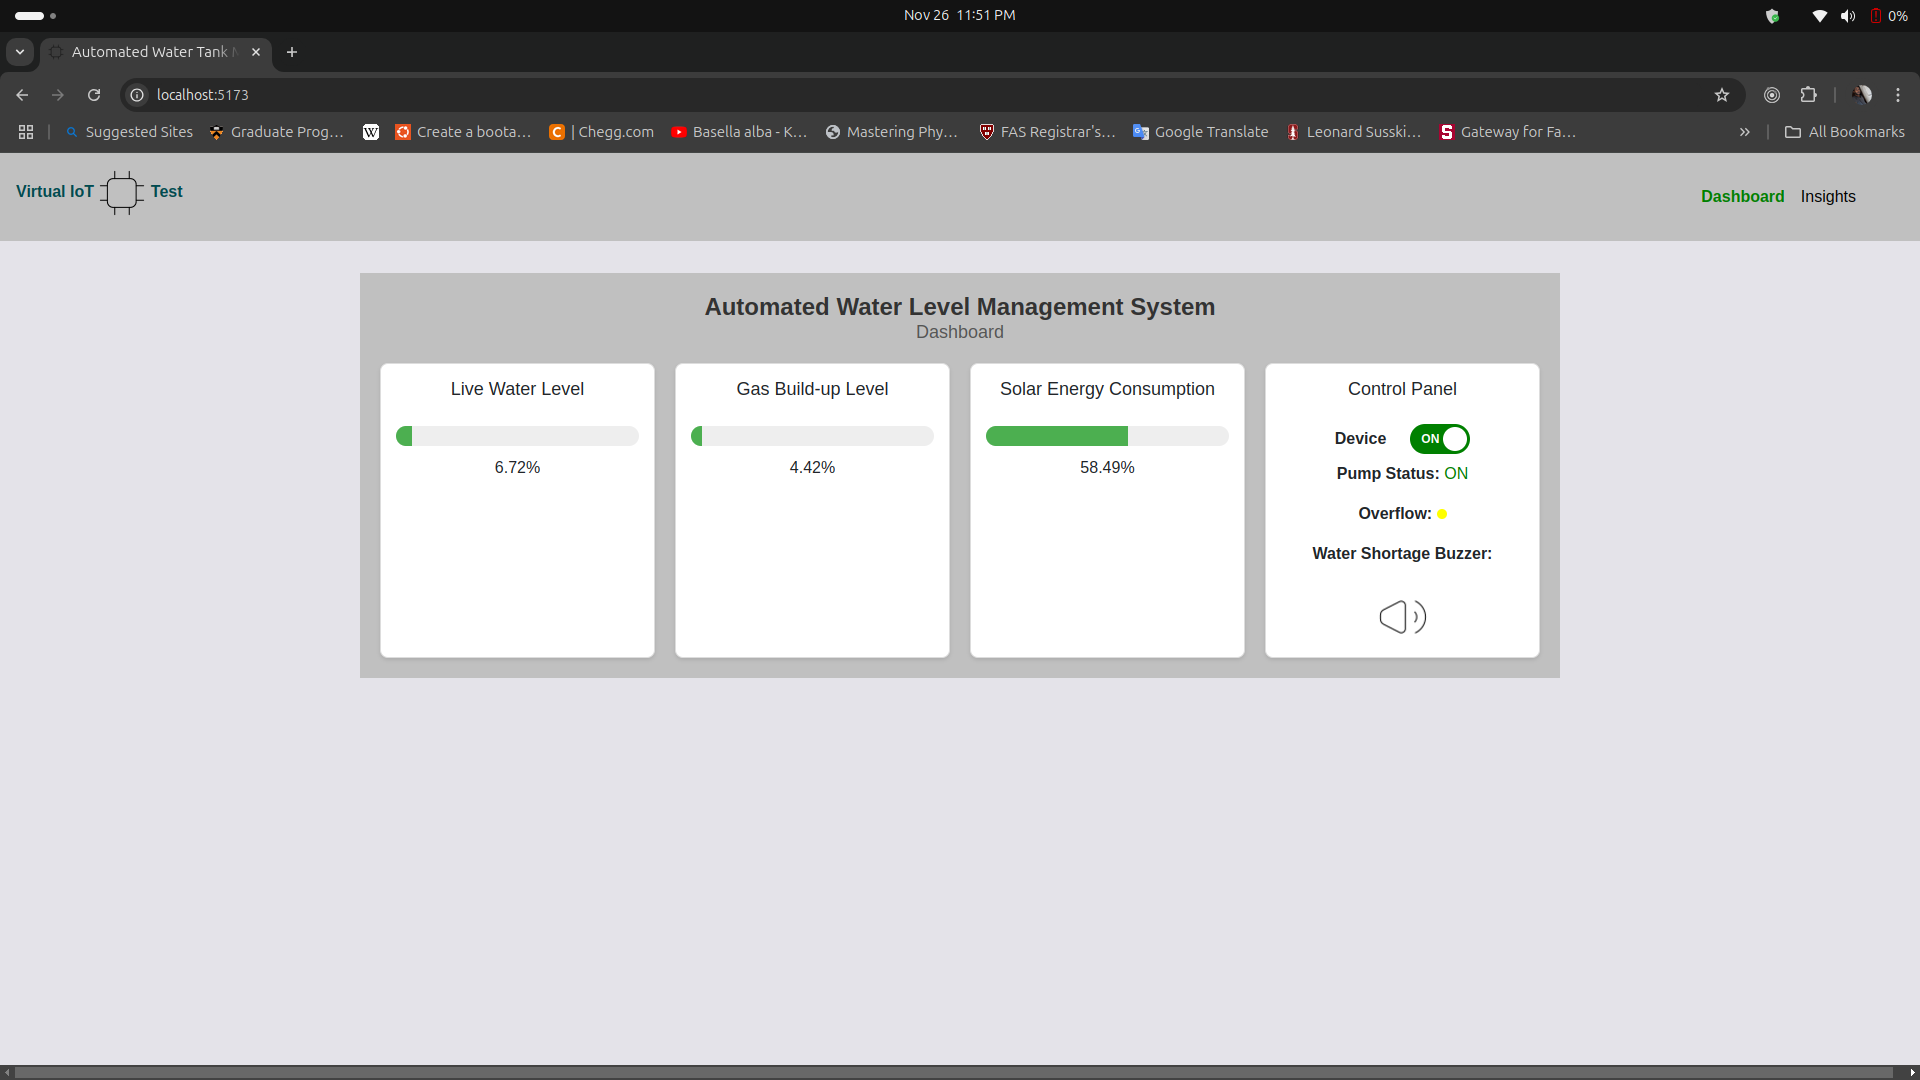 Nov 26 11:51 PM
0%
Automated Water Tank
localhost:5173
Suggested Sites
Graduate Prog...
W
Create a boota...
C | Chegg.com
Basella alba - K...
Mastering Phy...
FAS Registrar's...
Google Translate
Leonard Susski...
S Gateway for Fa...
» All Bookmarks
Virtual IoT Test
Dashboard Insights
Automated Water Level Management System
Dashboard
Live Water Level
6.72%
Gas Build-up Level
4.42%
Solar Energy Consumption
58.49%
Control Panel
Device ON
Pump Status: ON
Overflow:
Water Shortage Buzzer: